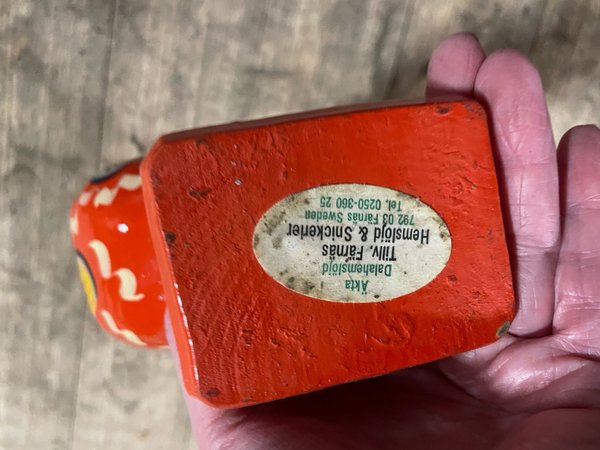 Äkta
Dalahemslöjd
Tillv. Färnäs
Hemslöjd & Snickerier
792 03 Färnäs Sweden
Tel. 0250-360 25